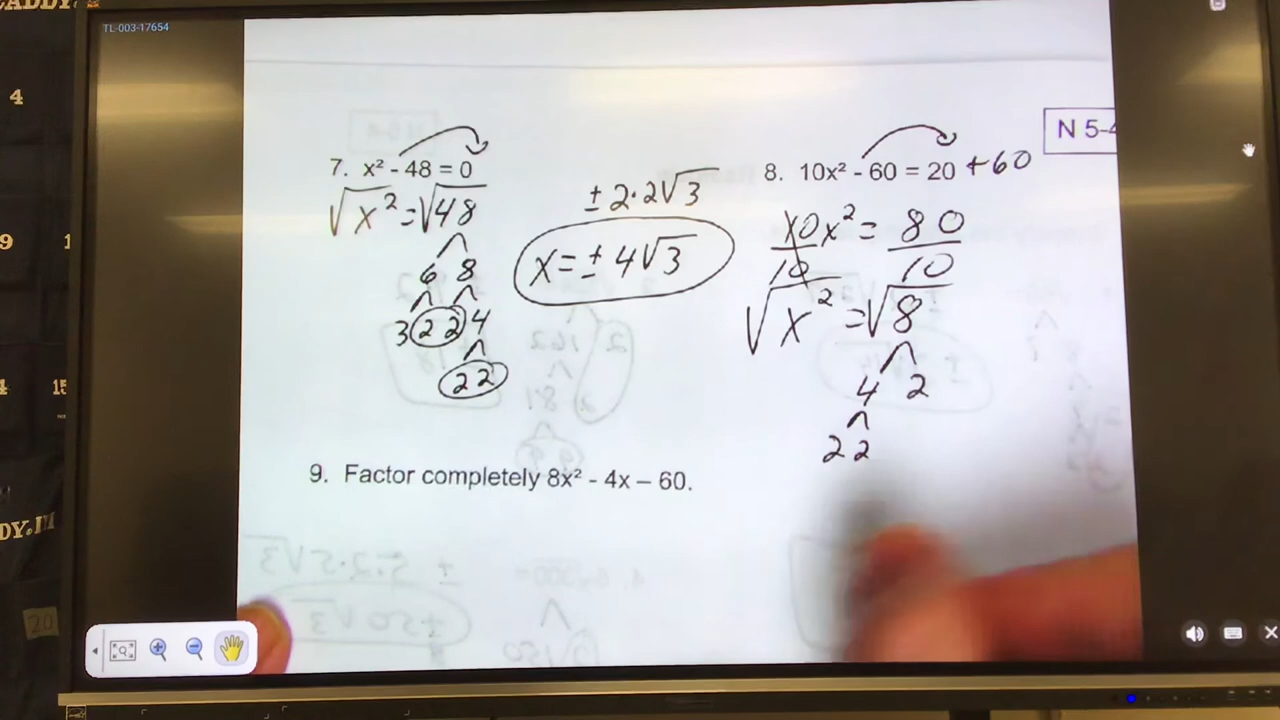 TL-003-17654
4
9
1
4
15
20
N 5-4
7. x² - 48 = 0
√x² = √48
6 8
3 2 2 4
2 2
± 2·2√3
x = ± 4√3
8. 10x² - 60 = 20 +60
10x² = 80
10 10
√x² = √8
4 2
2 2
9. Factor completely 8x² - 4x – 60.